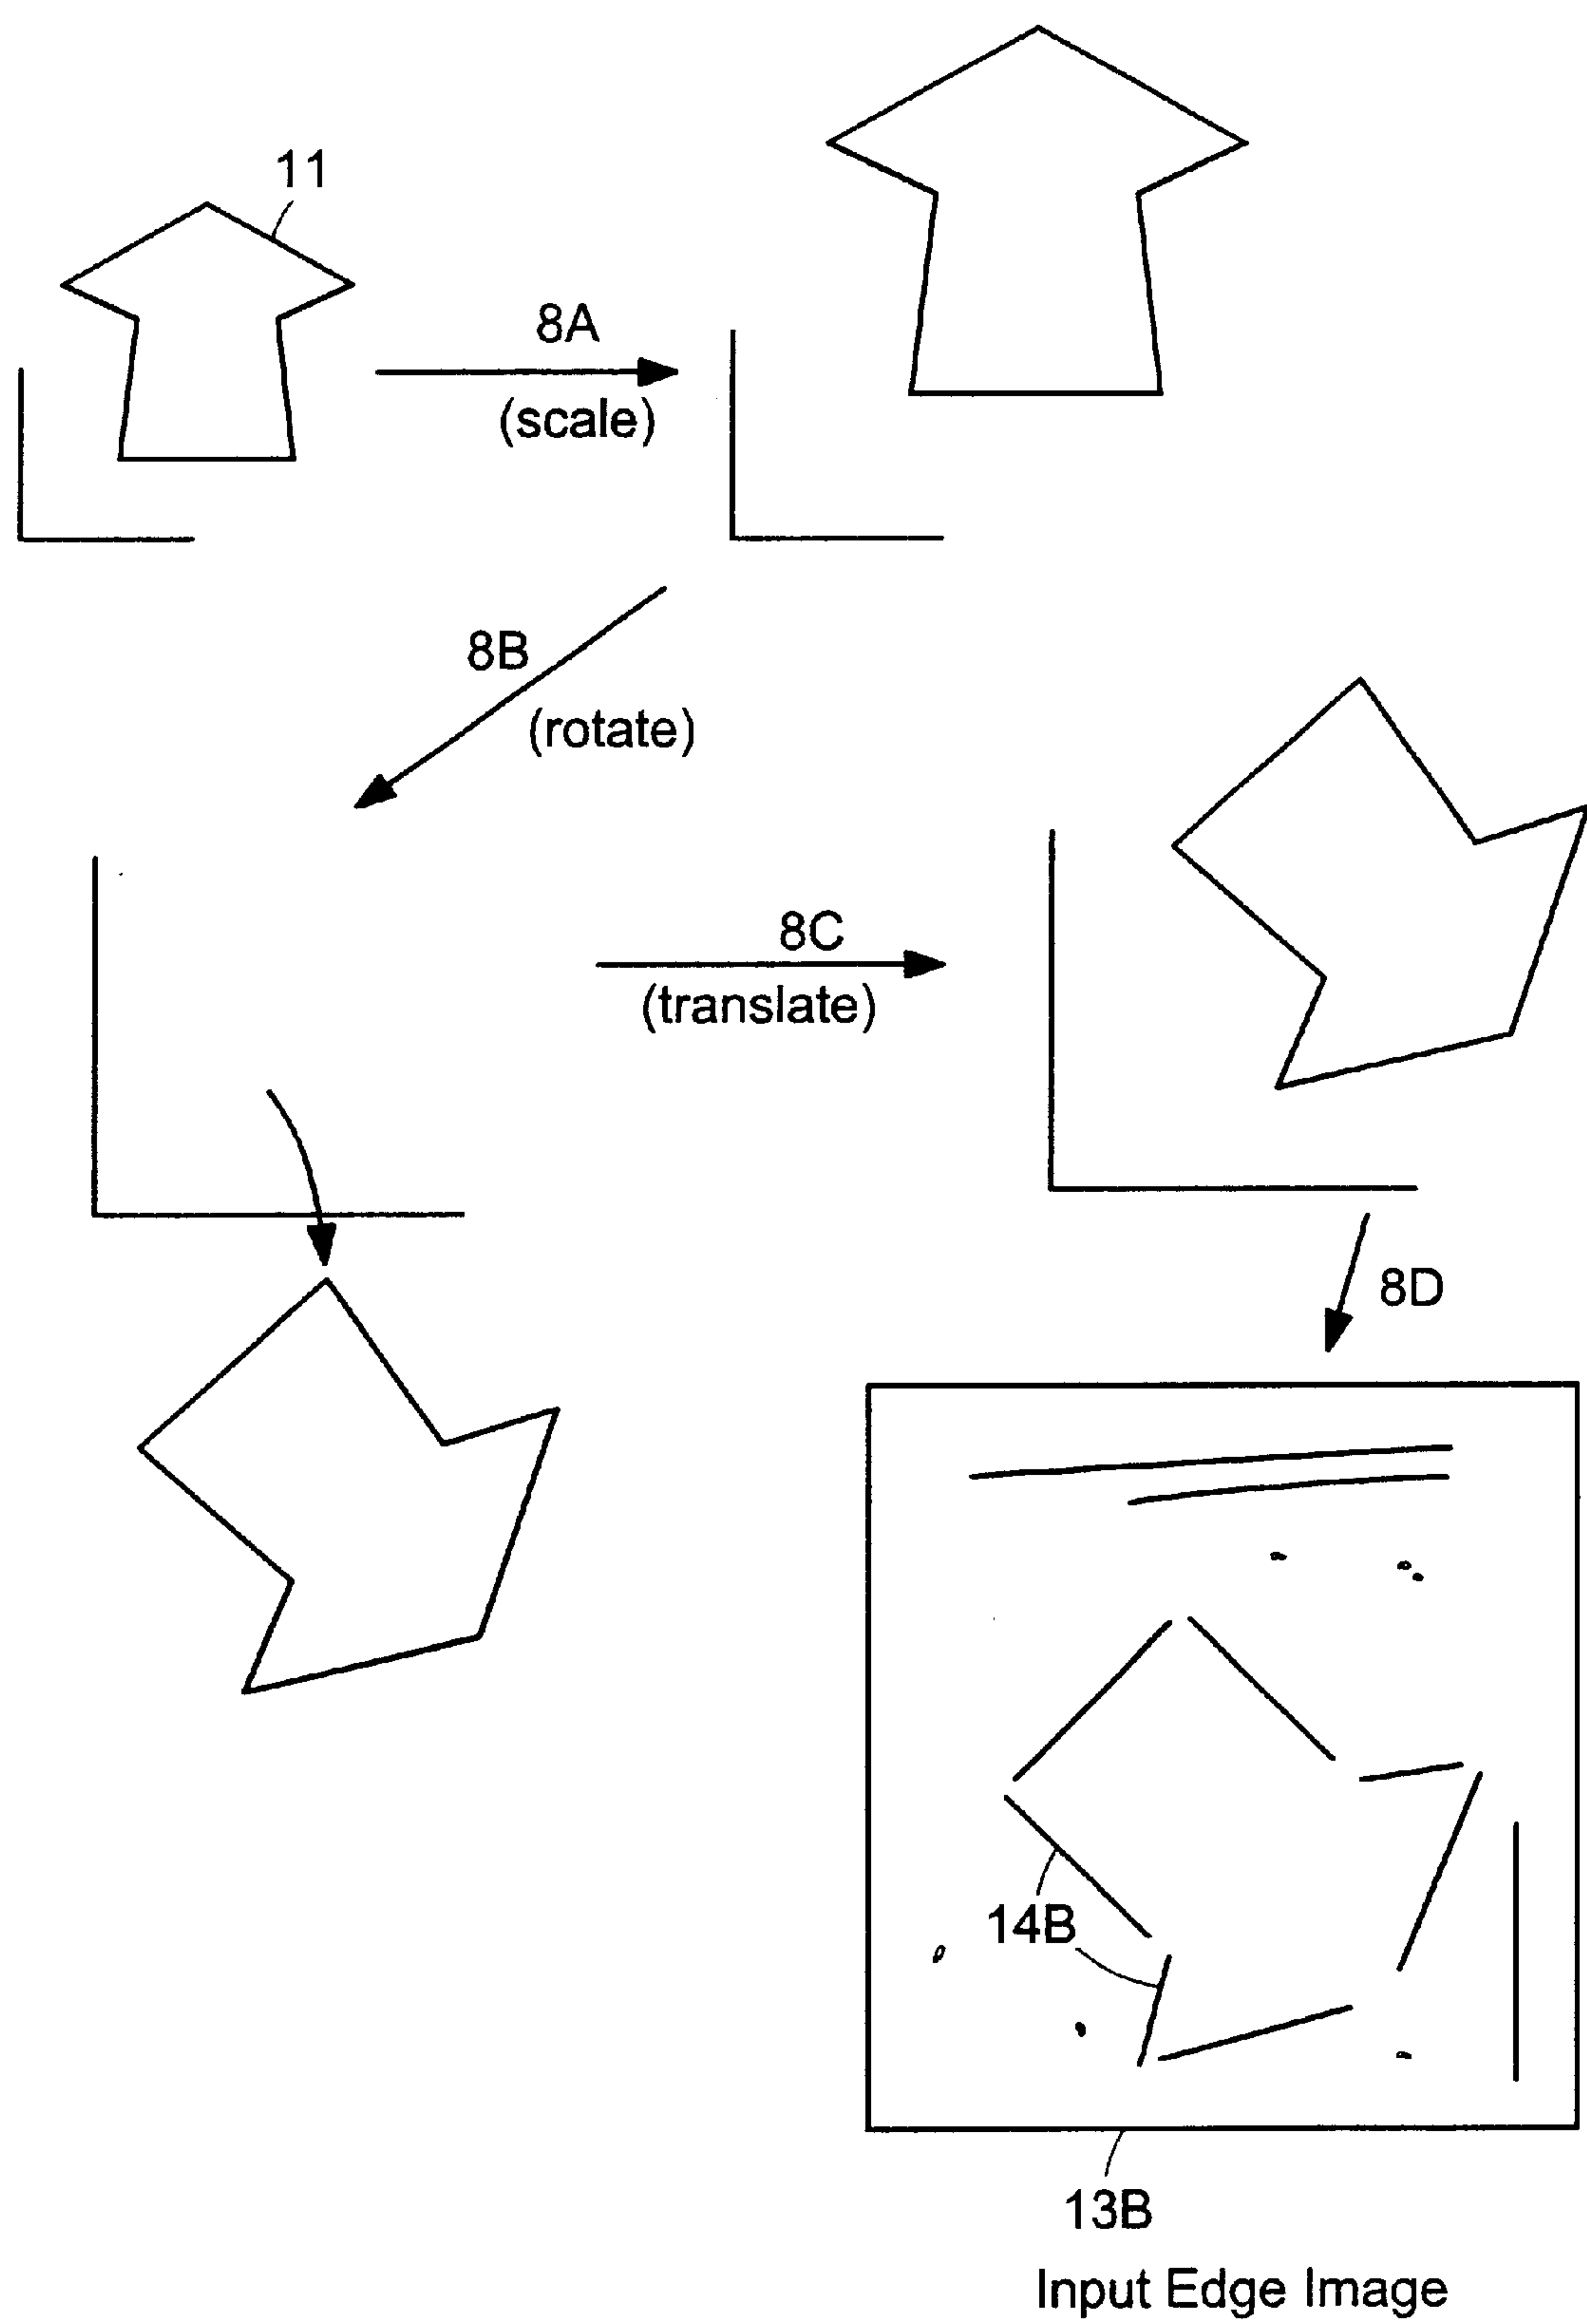 11
8A
(scale)
8B
(rotate)
8C
(translate)
8D
14B
13B
Input Edge Image